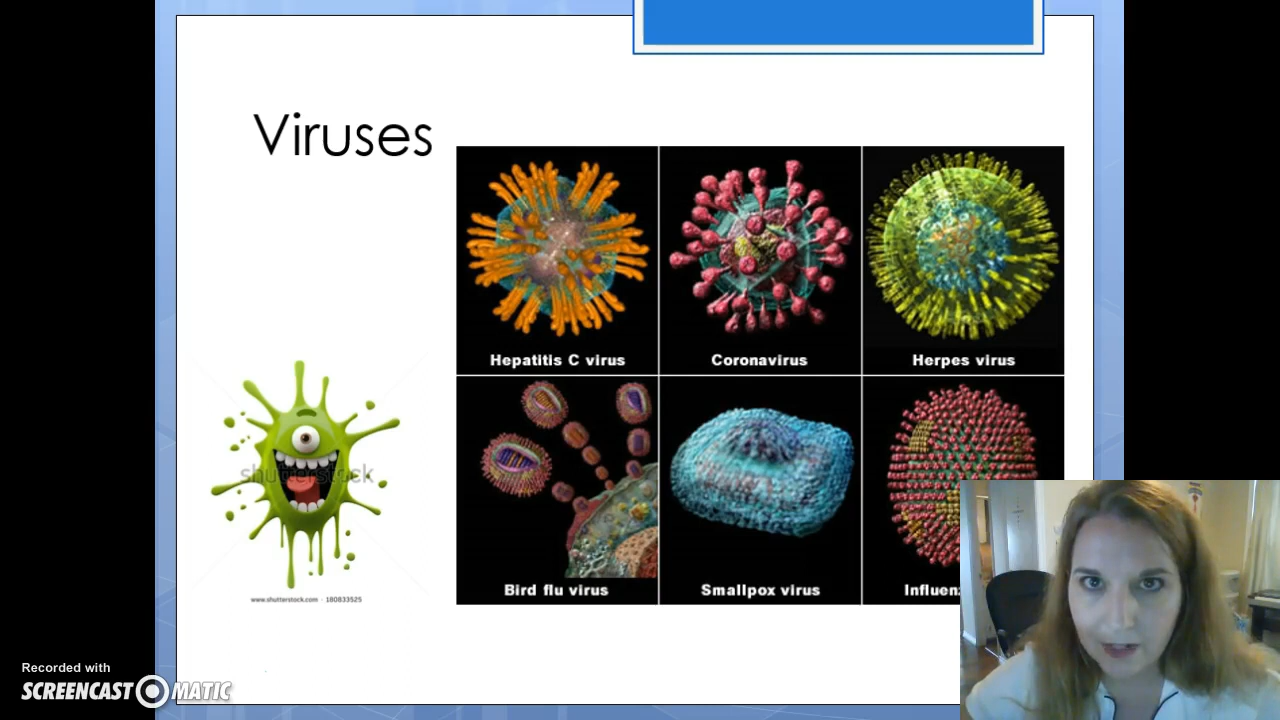 Viruses
Hepatitis C virus
Coronavirus
Herpes virus
Bird flu virus
Smallpox virus
shutterstock
www.shutterstock.com · 180833525
Recorded with
SCREENCAST MATIC